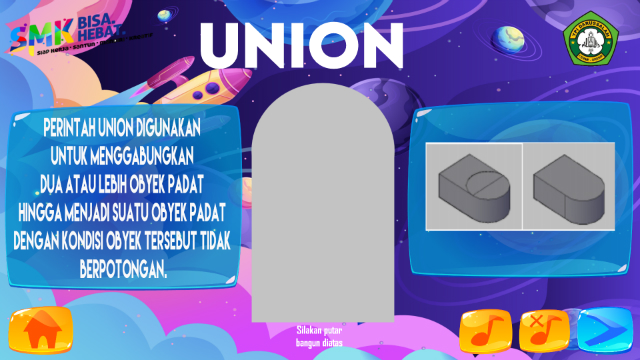 SMK BISA.
HEBAT.
UNION
PERINTAH UNION DIGUNAKAN
UNTUK MENGGABUNGKAN
DUA ATAU LEBIH OBYEK PADAT
HINGGA MENJADI SUATU OBYEK PADAT
DENGAN KONDISI OBYEK TERSEBUT TIDAK
BERPOTONGAN.
Silakan putar
bangun diatas